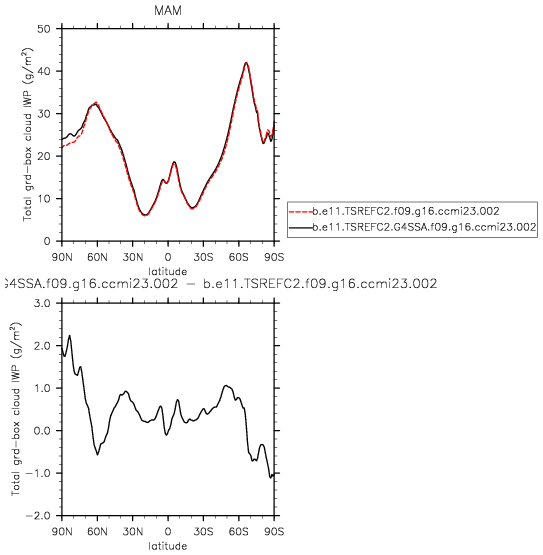 MAM
50
40
30
20
10
0
Total grd-box cloud IWP (g/m²)
90N 60N 30N 0 30S 60S 90S
latitude
b.e11.TSREFC2.f09.g16.ccmi23.002
b.e11.TSREFC2.G4SSA.f09.g16.ccmi23.002
G4SSA.f09.g16.ccmi23.002 - b.e11.TSREFC2.f09.g16.ccmi23.002
3.0
2.0
1.0
0.0
-1.0
-2.0
Total grd-box cloud IWP (g/m²)
90N 60N 30N 0 30S 60S 90S
latitude